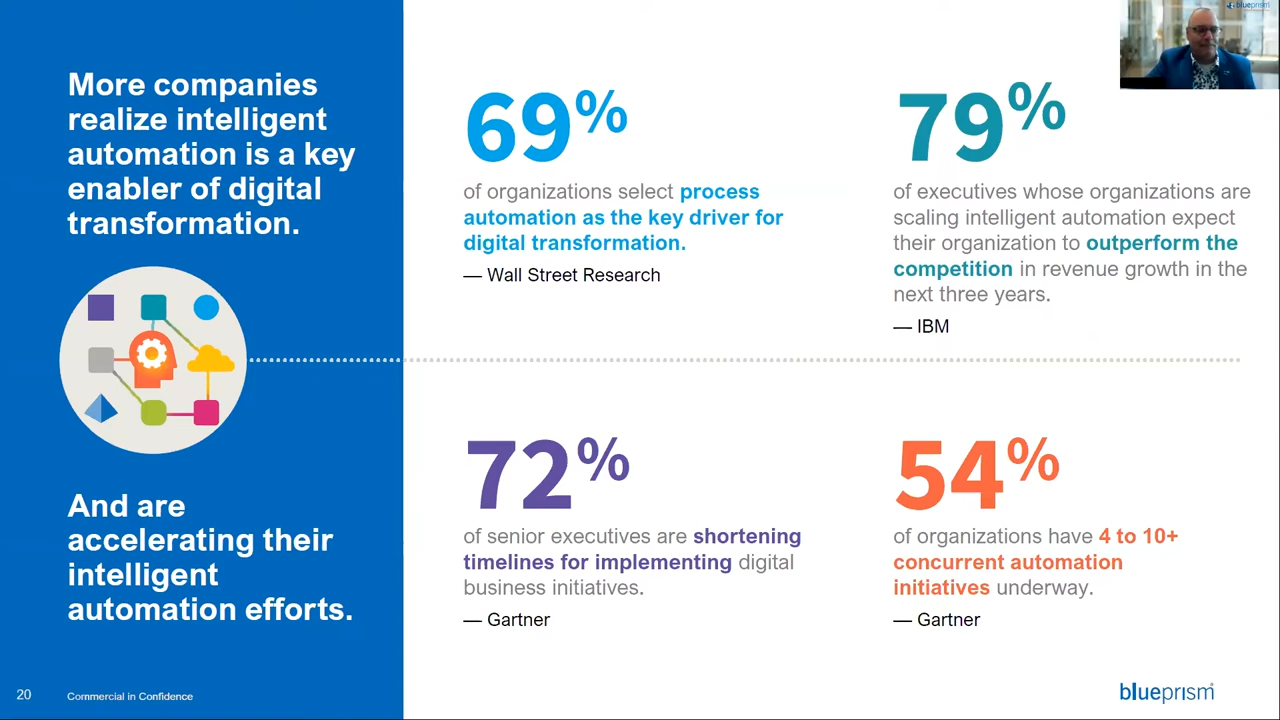 More companies
realize intelligent
automation is a key
enabler of digital
transformation.
And are
accelerating their
intelligent
automation efforts.
69%
of organizations select process
automation as the key driver for
digital transformation.
— Wall Street Research
79%
of executives whose organizations are
scaling intelligent automation expect
their organization to outperform the
competition in revenue growth in the
next three years.
— IBM
72%
of senior executives are shortening
timelines for implementing digital
business initiatives.
— Gartner
54%
of organizations have 4 to 10+
concurrent automation
initiatives underway.
— Gartner
20
Commercial in Confidence
blueprism
blueprism